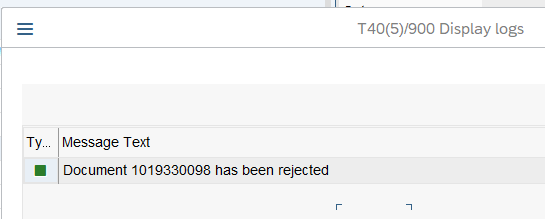 T40(5)/900 Display logs
Ty... Message Text
Document 1019330098 has been rejected